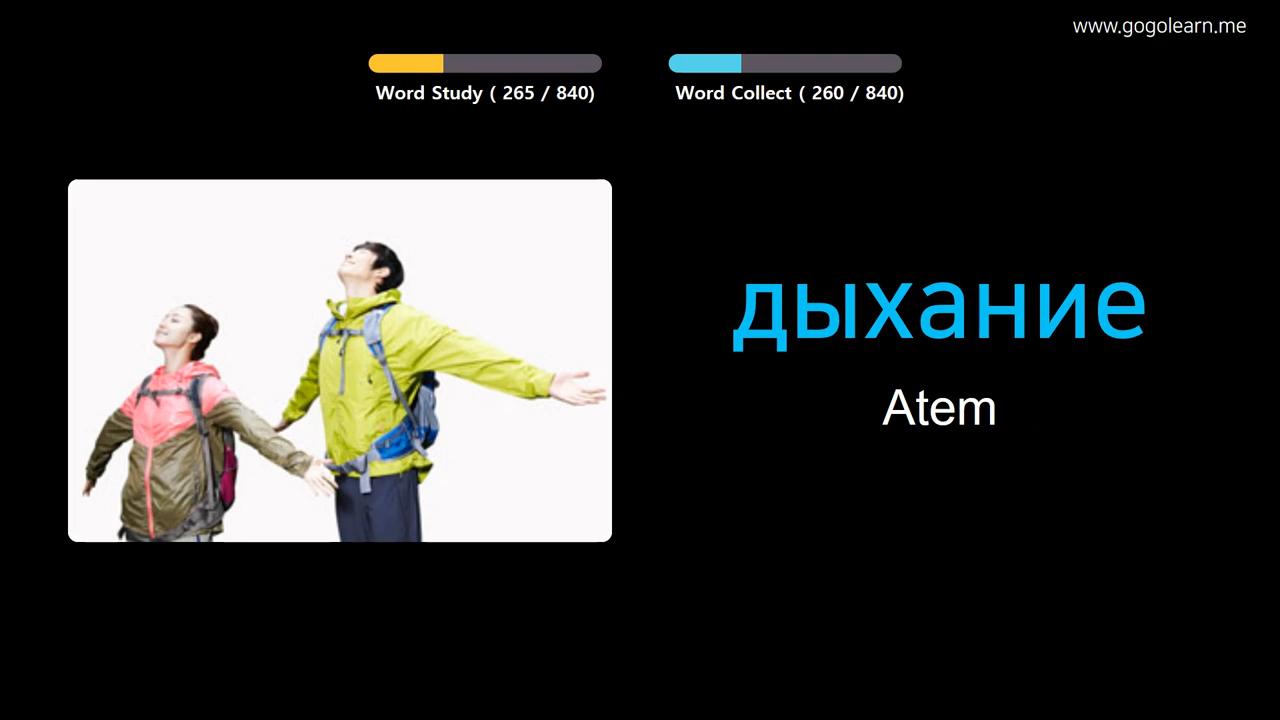 www.gogolearn.me
Word Study ( 265 / 840)
Word Collect ( 260 / 840)
дыхание
Atem